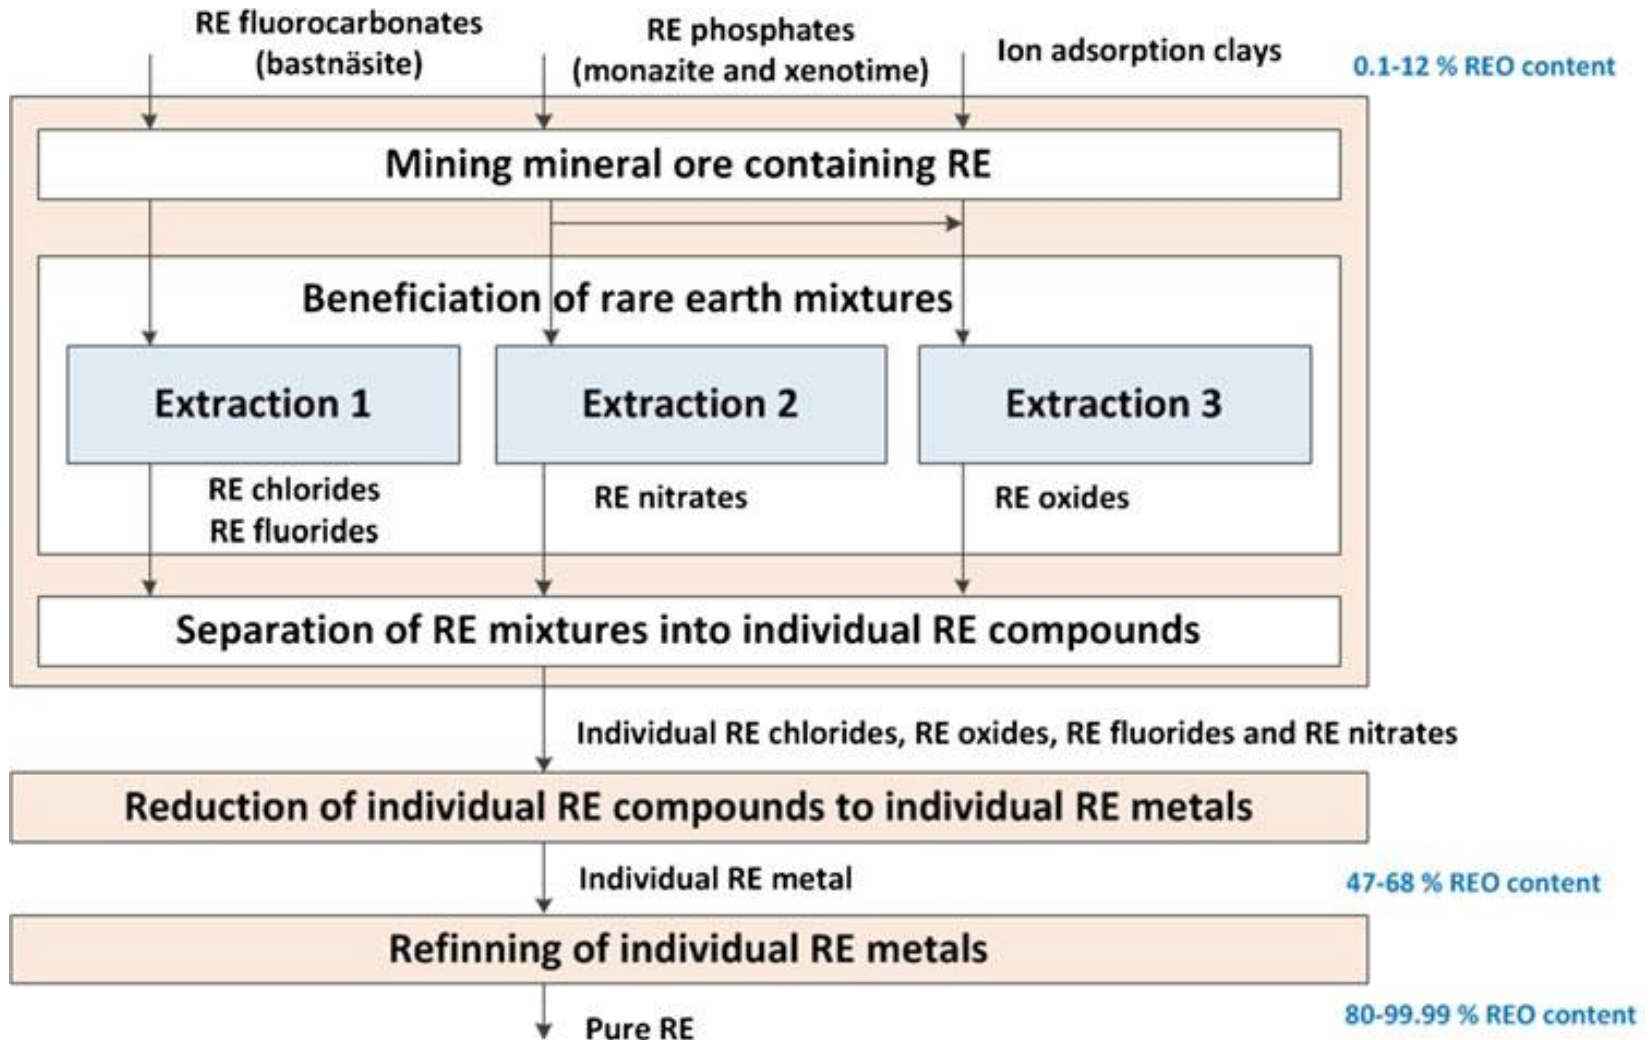 RE fluorocarbonates
(bastnäsite)
RE phosphates
(monazite and xenotime)
Ion adsorption clays
0.1-12 % REO content
Mining mineral ore containing RE
Beneficiation of rare earth mixtures
Extraction 1
Extraction 2
Extraction 3
RE chlorides
RE fluorides
RE nitrates
RE oxides
Separation of RE mixtures into individual RE compounds
Individual RE chlorides, RE oxides, RE fluorides and RE nitrates
Reduction of individual RE compounds to individual RE metals
Individual RE metal
47-68 % REO content
Refinning of individual RE metals
80-99.99 % REO content
Pure RE